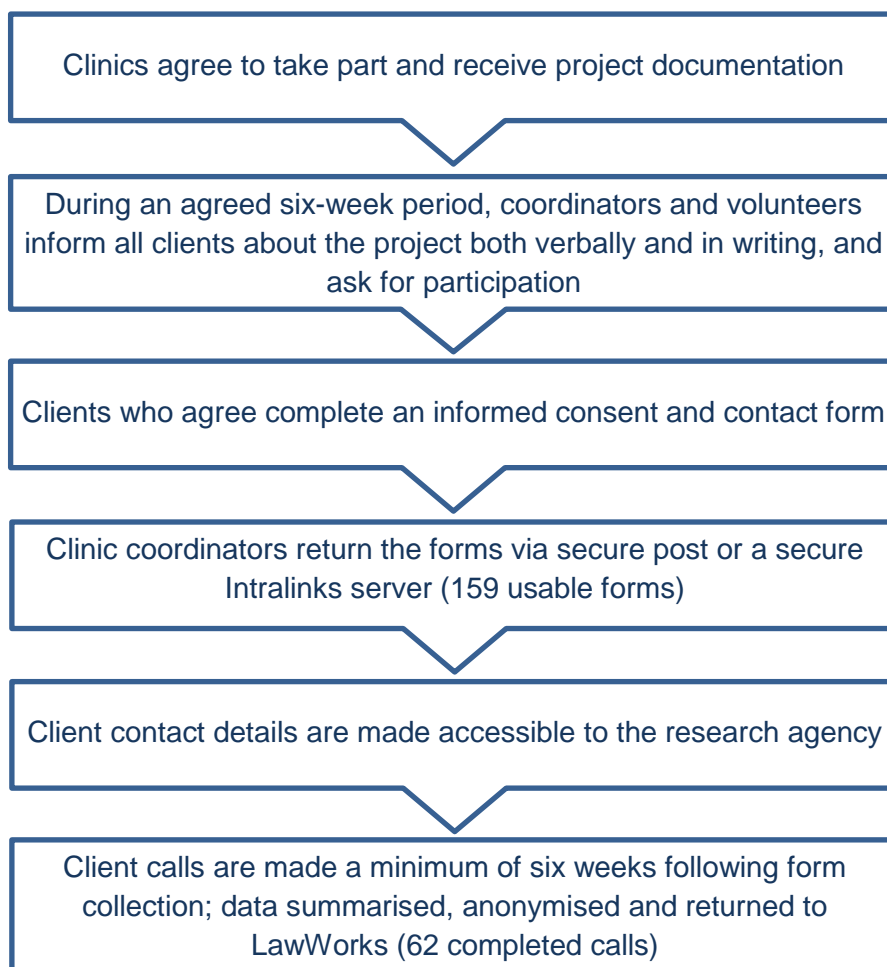 Clinics agree to take part and receive project documentation
During an agreed six-week period, coordinators and volunteers
inform all clients about the project both verbally and in writing, and
ask for participation
Clients who agree complete an informed consent and contact form
Clinic coordinators return the forms via secure post or a secure
Intralinks server (159 usable forms)
Client contact details are made accessible to the research agency
Client calls are made a minimum of six weeks following form
collection; data summarised, anonymised and returned to
LawWorks (62 completed calls)